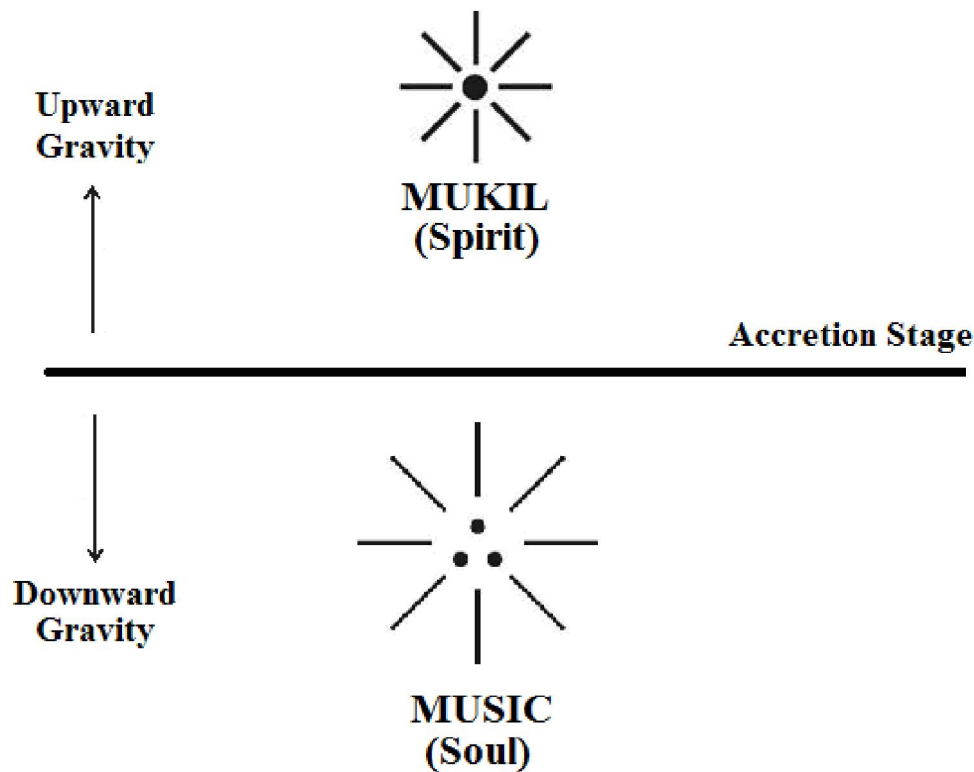 Upward
Gravity
MUKIL
(Spirit)
Accretion Stage
Downward
Gravity
MUSIC
(Soul)